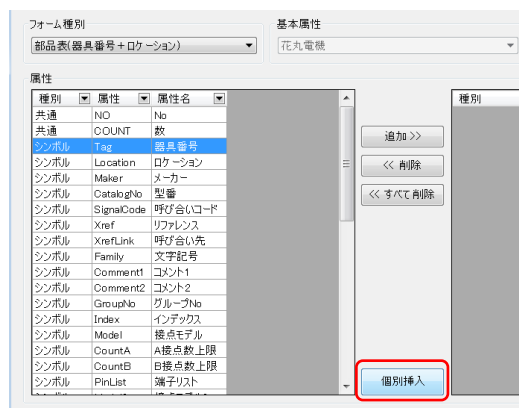 フォーム種別
基本属性
部品表(器具番号+ロケーション)
花丸電機
属性
種別 属性 属性名
種別
共通 NO No
共通 COUNT 数
シンボル Tag 器具番号
シンボル Location ロケーション
シンボル Maker メーカー
シンボル CatalogNo 型番
シンボル SignalCode 呼び合いコード
シンボル Xref リファレンス
シンボル XrefLink 呼び合い先
シンボル Family 文字記号
シンボル Comment1 コメント1
シンボル Comment2 コメント2
シンボル GroupNo グループNo
シンボル Index インデックス
シンボル Model 接点モデル
シンボル CountA A接点数上限
シンボル CountB B接点数上限
シンボル PinList 端子リスト
追加 >>
<< 削除
<< すべて削除
個別挿入